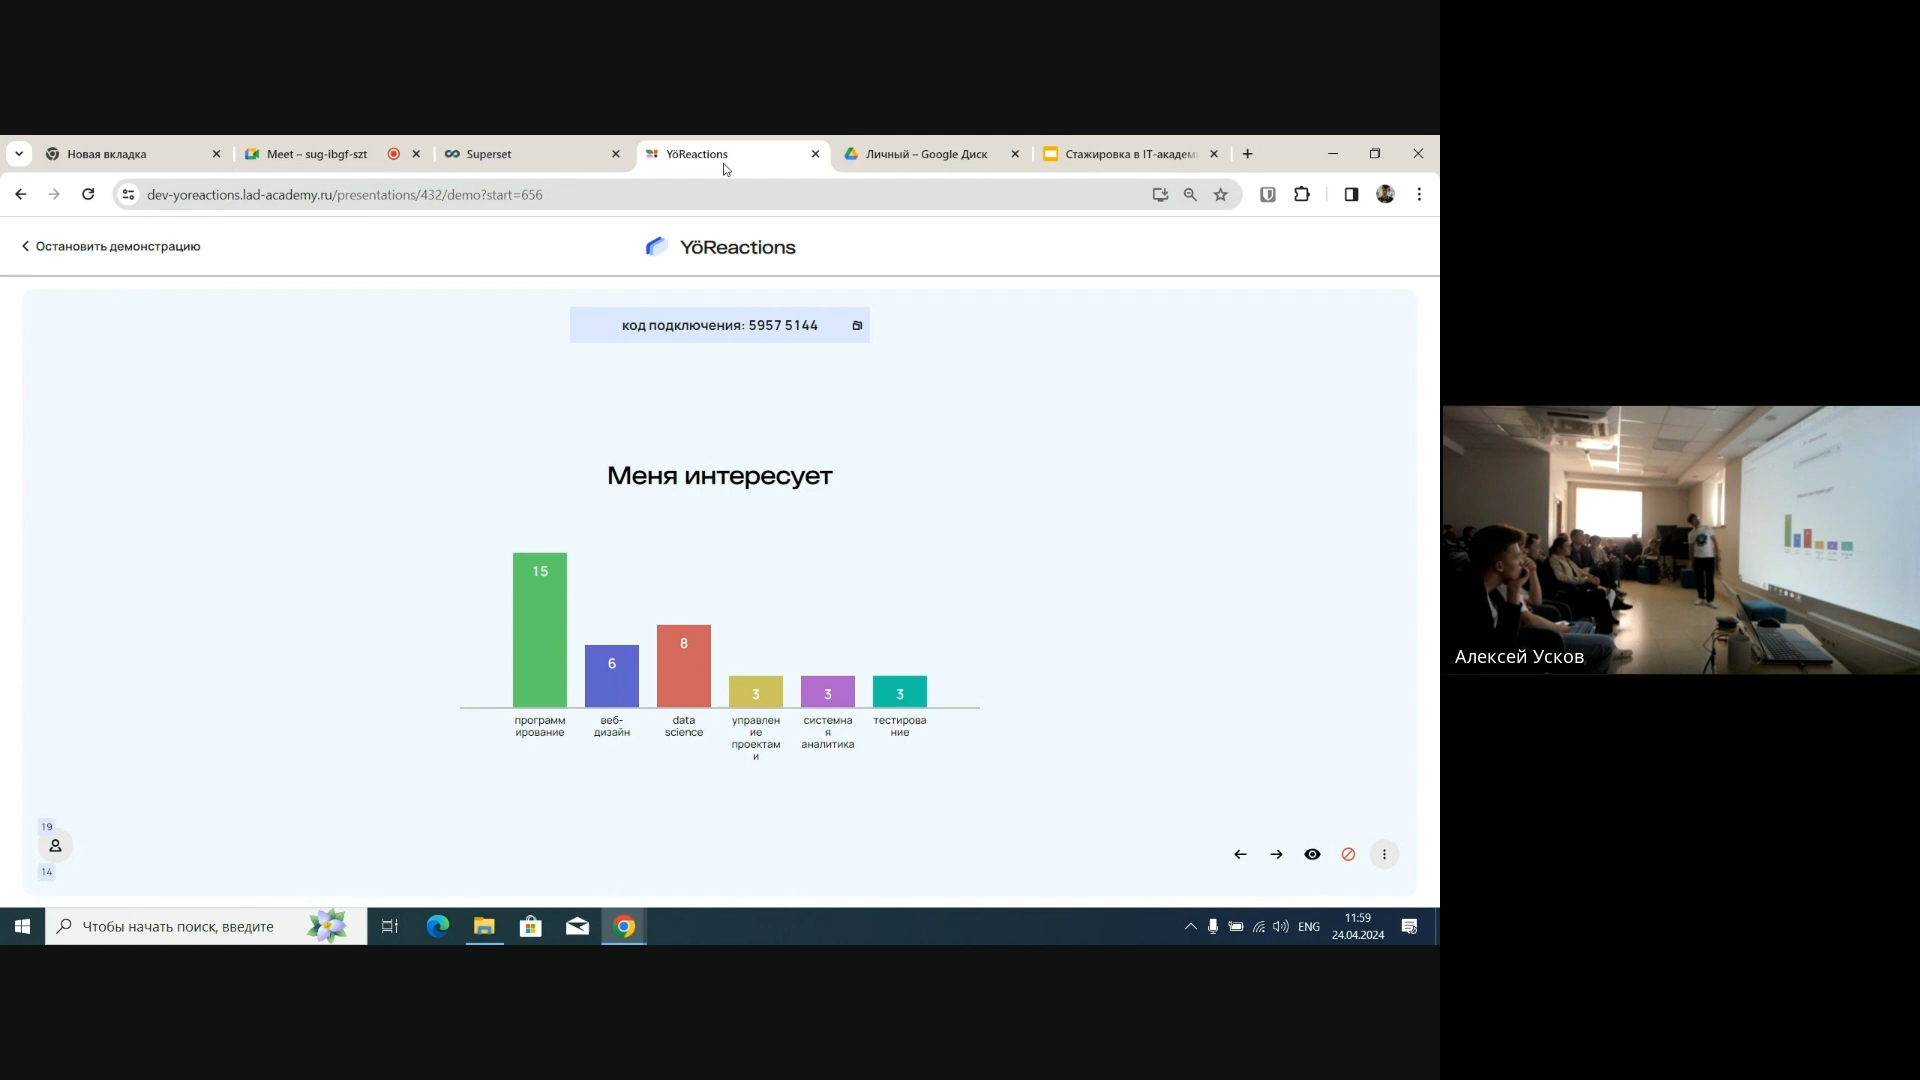 Новая вкладка
Meet – sug-ibgf-szt
Superset
YöReactions
Личный – Google Диск
Стажировка в IT-академ
dev-yoreactions.lad-academy.ru/presentations/432/demo?start=656
Остановить демонстрацию
YöReactions
код подключения: 5957 5144
Меня интересует
15
6
8
3
3
3
программ
ирование
веб-
дизайн
data
science
управлен
ие
проектам
и
системна
я
аналитика
тестирова
ние
19
14
Чтобы начать поиск, введите
ENG
11:59
24.04.2024
Алексей Усков